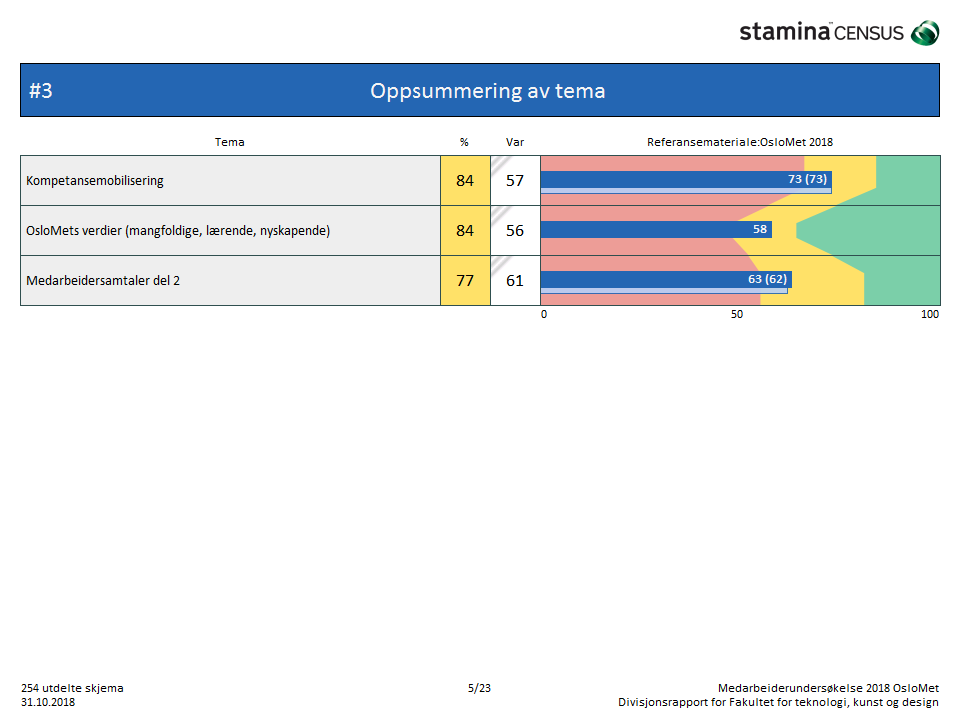 stamina™ CENSUS
#3 Oppsummering av tema
Tema % Var Referansemateriale:OsloMet 2018
Kompetansemobilisering 84 57 73 (73)
OsloMets verdier (mangfoldige, lærende, nyskapende) 84 56 58
Medarbeidersamtaler del 2 77 61 63 (62)
0 50 100
254 utdelte skjema 5/23 Medarbeiderundersøkelse 2018 OsloMet
31.10.2018 Divisjonsrapport for Fakultet for teknologi, kunst og design